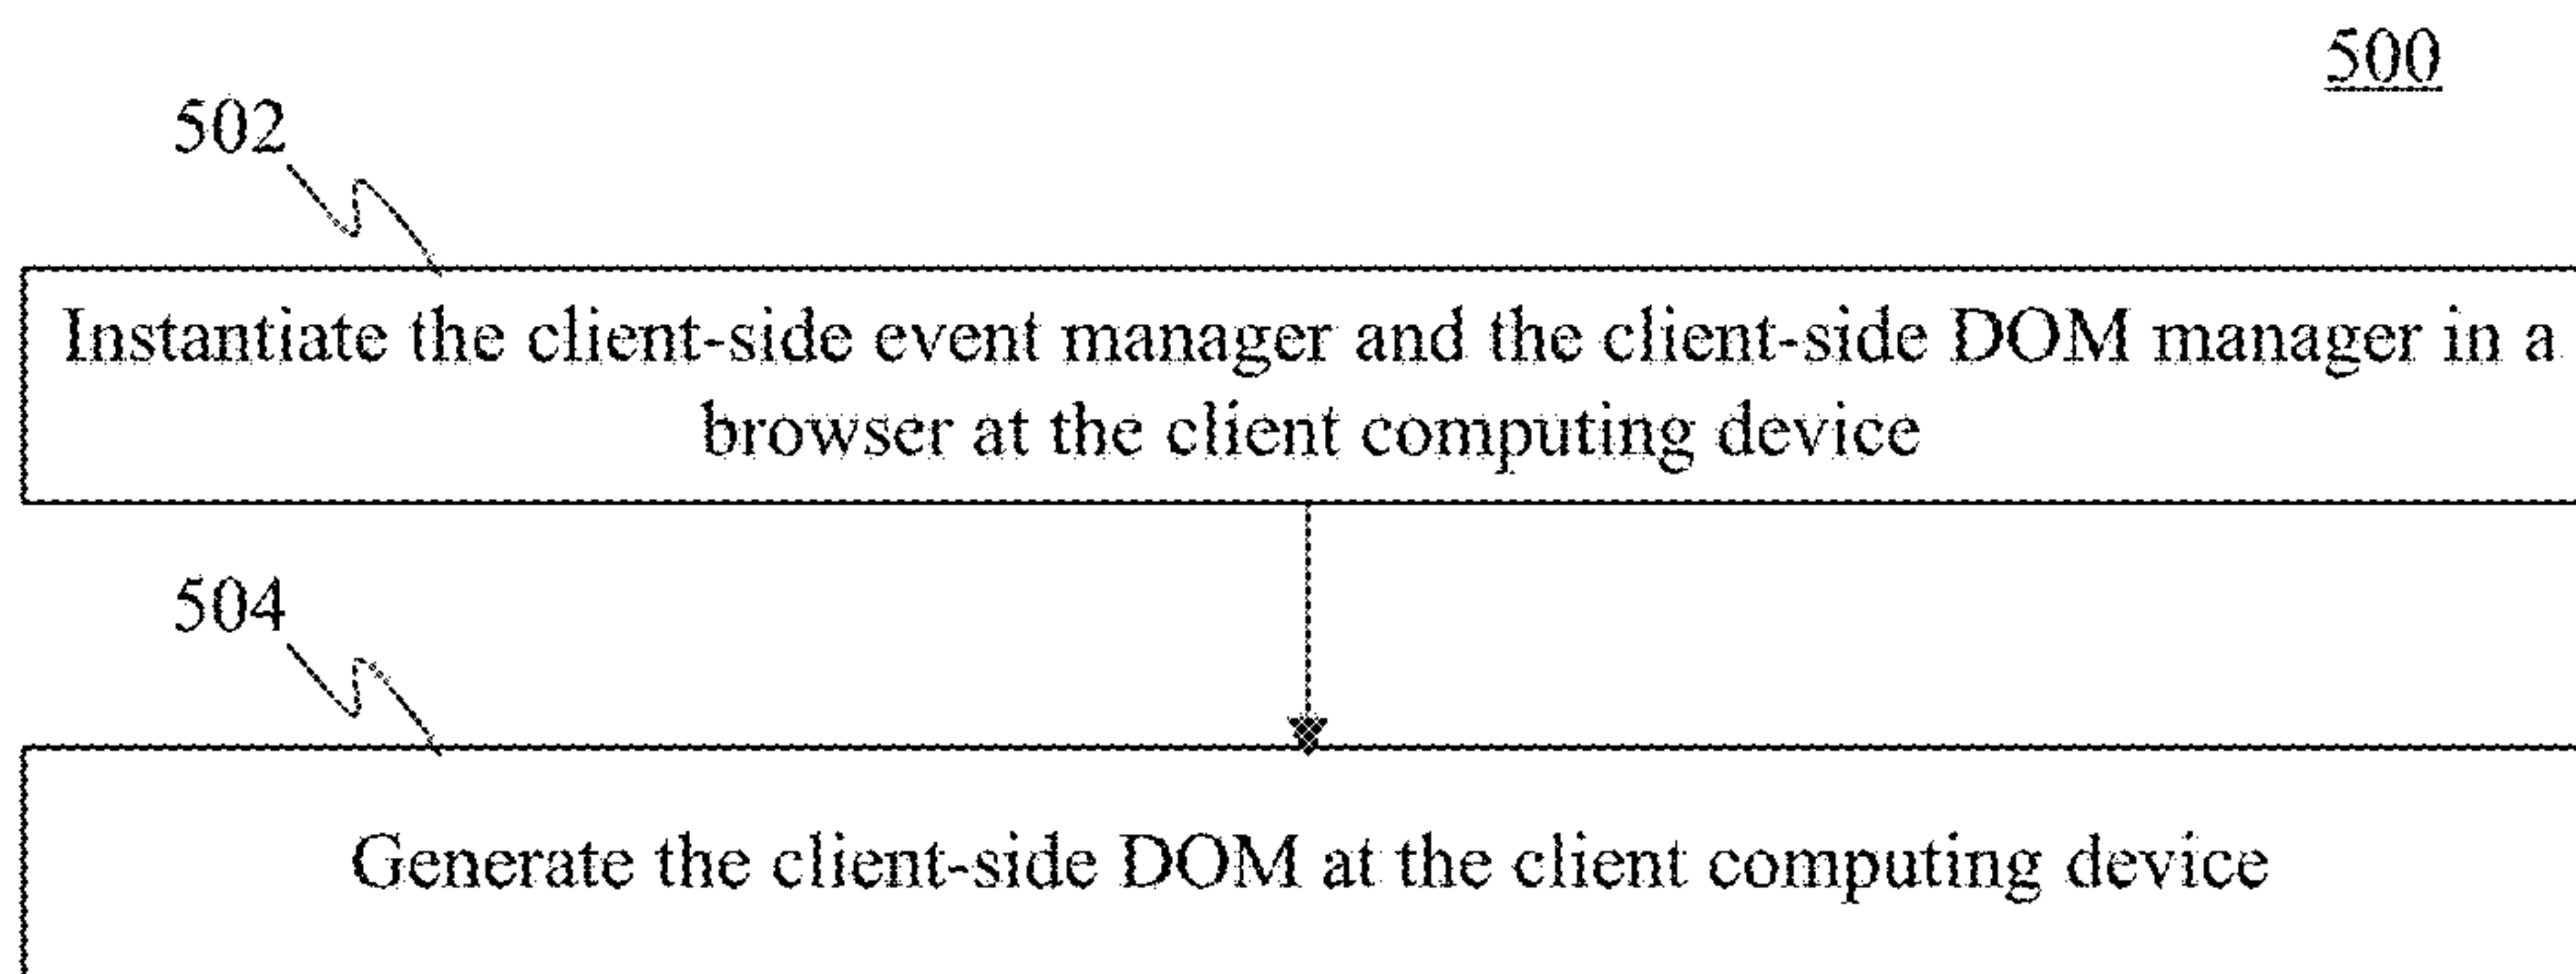 500
502
Instantiate the client-side event manager and the client-side DOM manager in a
browser at the client computing device
504
Generate the client-side DOM at the client computing device